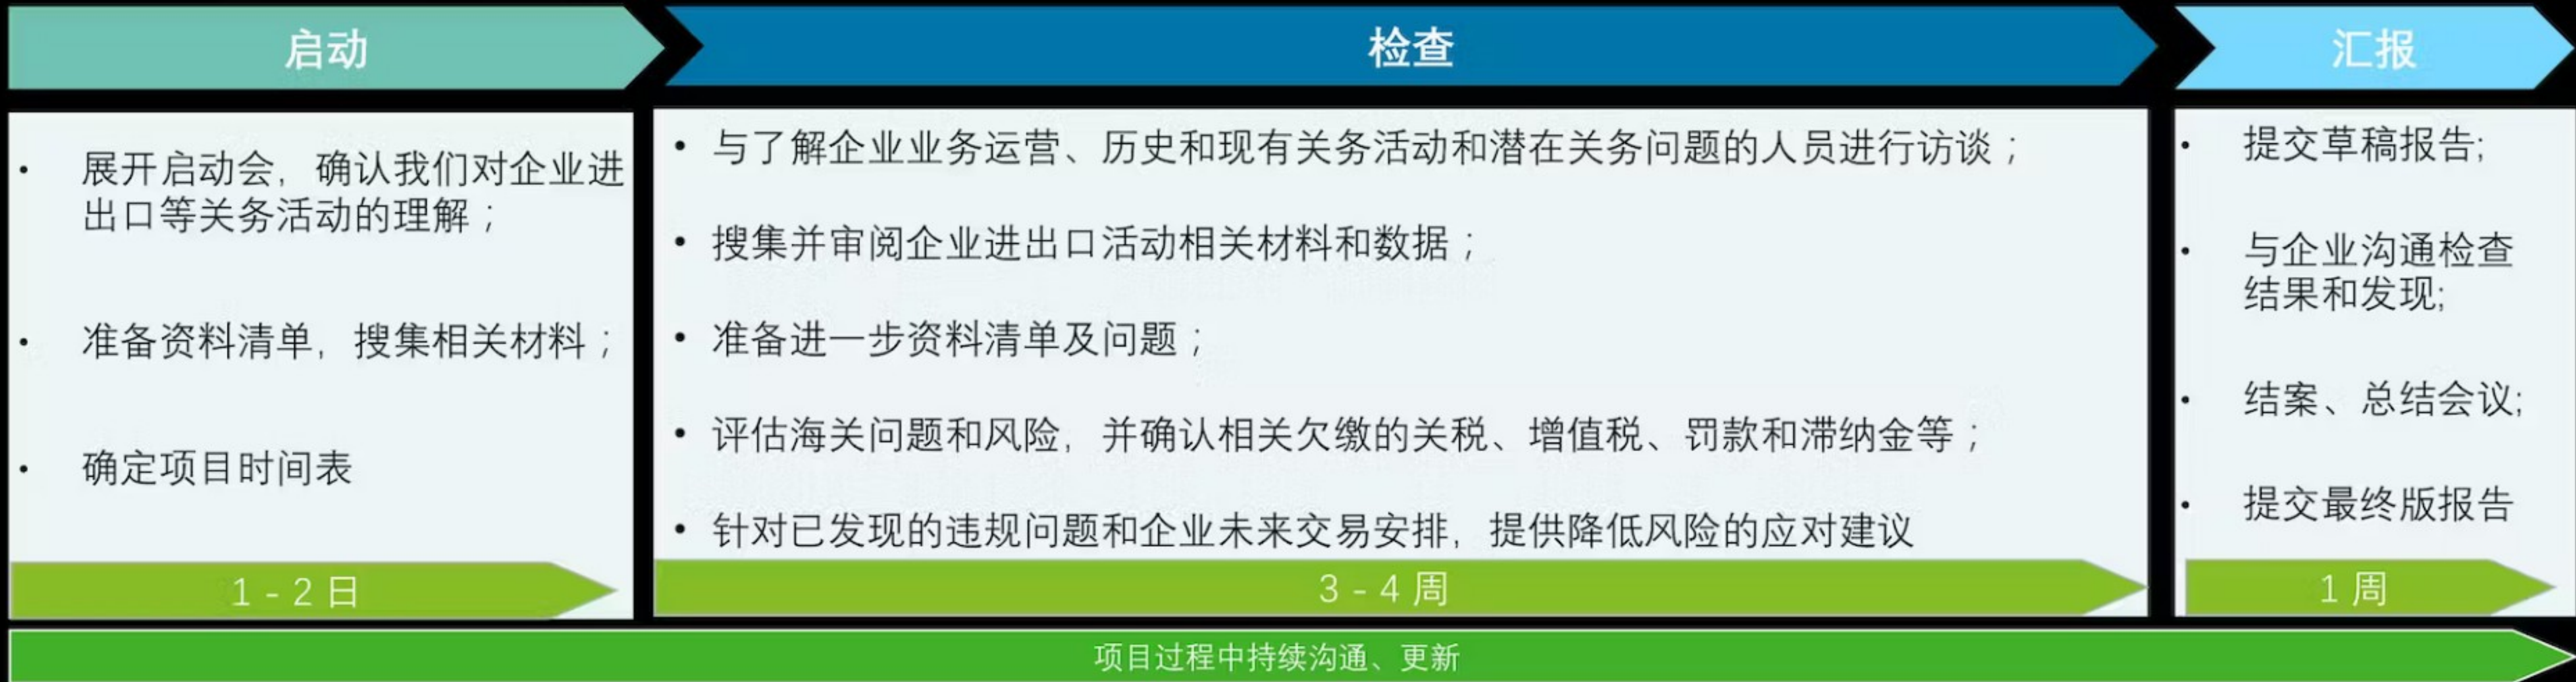 启动
展开启动会，确认我们对企业进
出口等关务活动的理解；
准备资料清单，搜集相关材料；
确定项目时间表
1 - 2 日
检查
与了解企业业务运营、历史和现有关务活动和潜在关务问题的人员进行访谈；
搜集并审阅企业进出口活动相关材料和数据；
准备进一步资料清单及问题；
评估海关问题和风险，并确认相关欠缴的关税、增值税、罚款和滞纳金等；
针对已发现的违规问题和企业未来交易安排，提供降低风险的应对建议
3 - 4 周
汇报
提交草稿报告;
与企业沟通检查
结果和发现;
结案、总结会议;
提交最终版报告
1 周
项目过程中持续沟通、更新